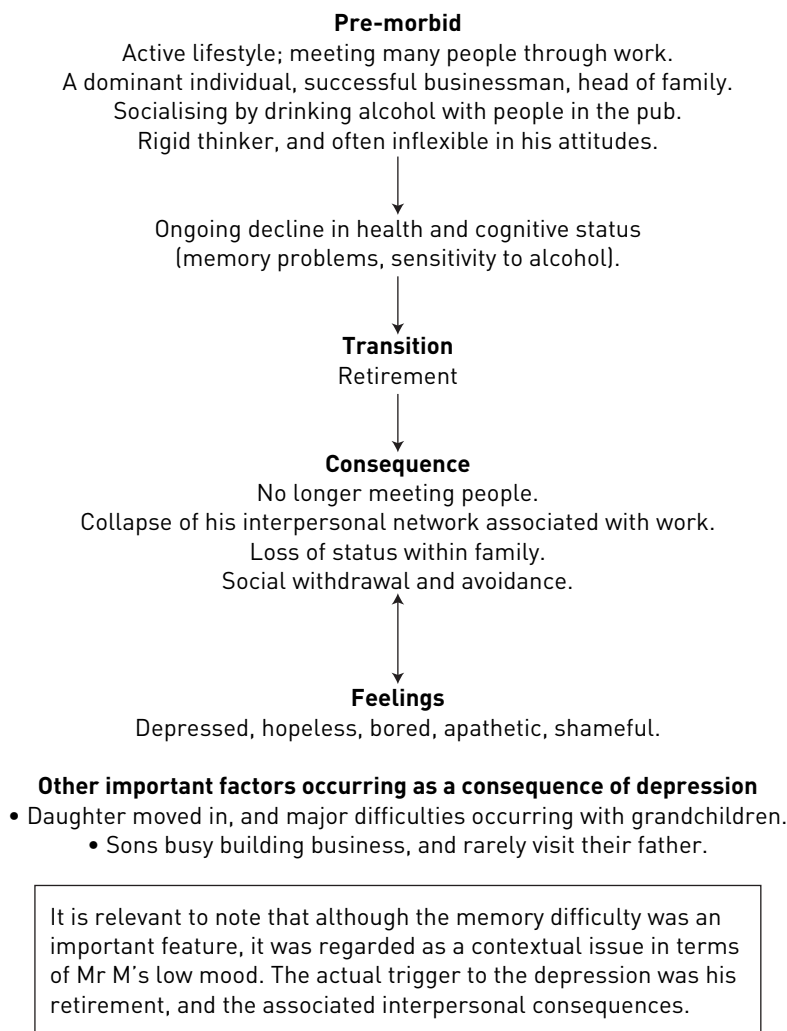 Pre-morbid
Active lifestyle; meeting many people through work.
A dominant individual, successful businessman, head of family.
Socialising by drinking alcohol with people in the pub.
Rigid thinker, and often inflexible in his attitudes.
Ongoing decline in health and cognitive status
(memory problems, sensitivity to alcohol).
Transition
Retirement
Consequence
No longer meeting people.
Collapse of his interpersonal network associated with work.
Loss of status within family.
Social withdrawal and avoidance.
Feelings
Depressed, hopeless, bored, apathetic, shameful.
Other important factors occurring as a consequence of depression
• Daughter moved in, and major difficulties occurring with grandchildren.
• Sons busy building business, and rarely visit their father.
It is relevant to note that although the memory difficulty was an
important feature, it was regarded as a contextual issue in terms
of Mr M’s low mood. The actual trigger to the depression was his
retirement, and the associated interpersonal consequences.